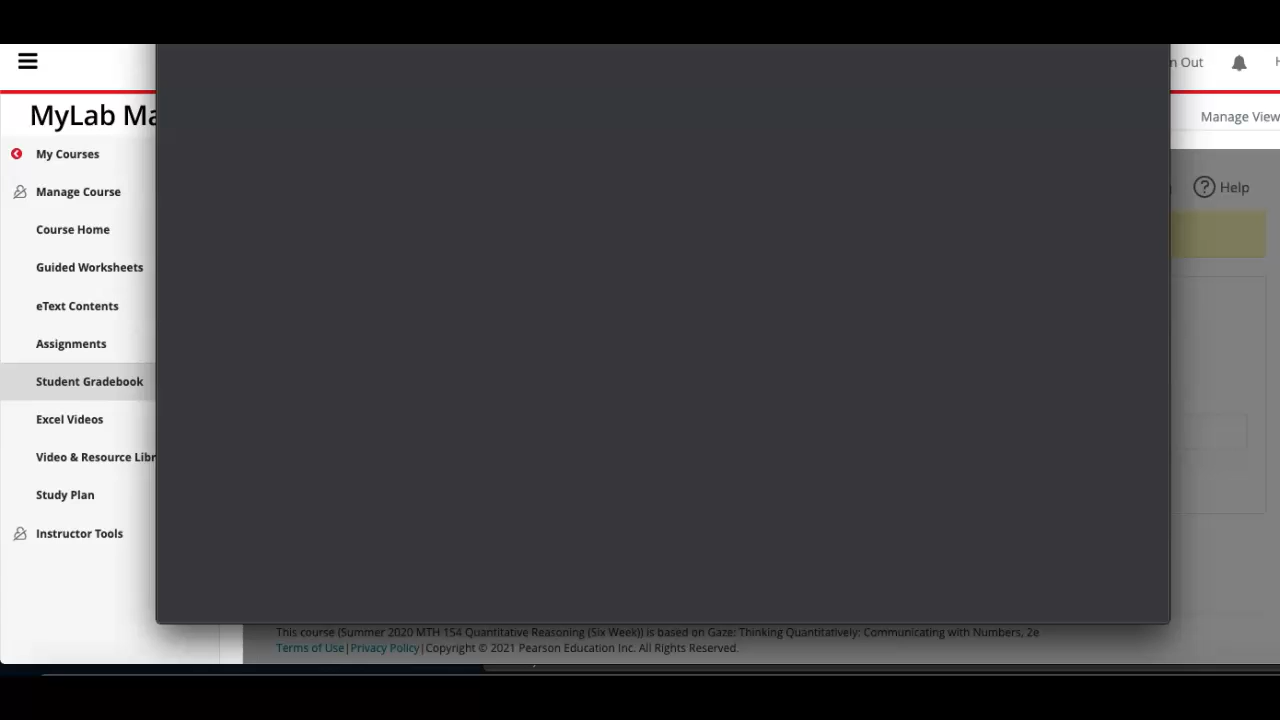 n Out
MyLab Ma
Manage View
My Courses
Manage Course
Help
Course Home
Guided Worksheets
eText Contents
Assignments
Student Gradebook
Excel Videos
Video & Resource Libr
Study Plan
Instructor Tools
This course (Summer 2020 MTH 154 Quantitative Reasoning (Six Week)) is based on Gaze: Thinking Quantitatively: Communicating with Numbers, 2e
Terms of Use|Privacy Policy|Copyright © 2021 Pearson Education Inc. All Rights Reserved.